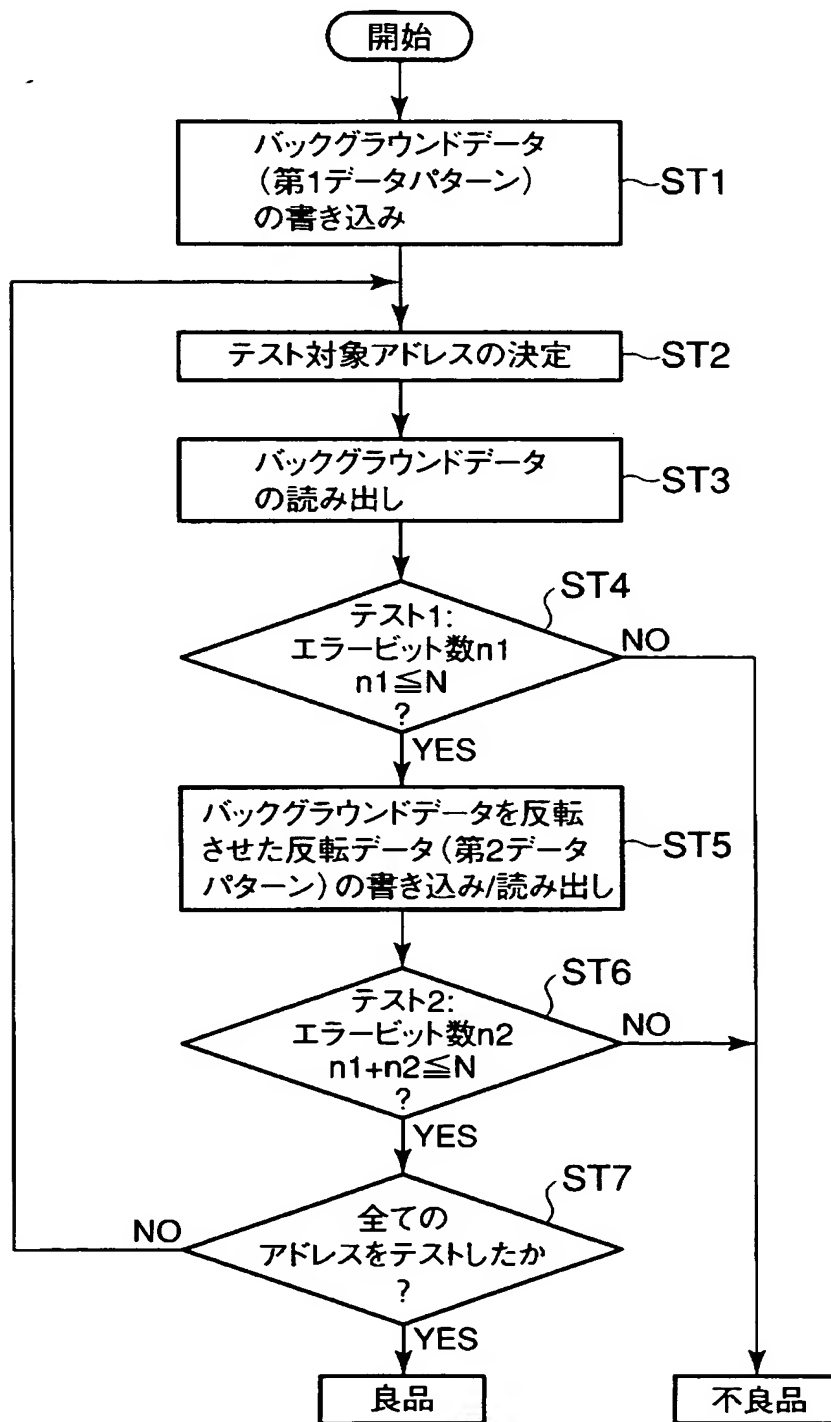 開始
バックグラウンドデータ
(第1データパターン)
の書き込み
ST1
テスト対象アドレスの決定
ST2
バックグラウンドデータ
の読み出し
ST3
ST4
テスト1:
エラービット数n1
n1≦N
?
NO
YES
バックグラウンドデータを反転
させた反転データ(第2データ
パターン)の書き込み/読み出し
ST5
ST6
テスト2:
エラービット数n2
n1+n2≦N
?
NO
YES
ST7
全ての
アドレスをテストしたか
?
NO
YES
良品
不良品